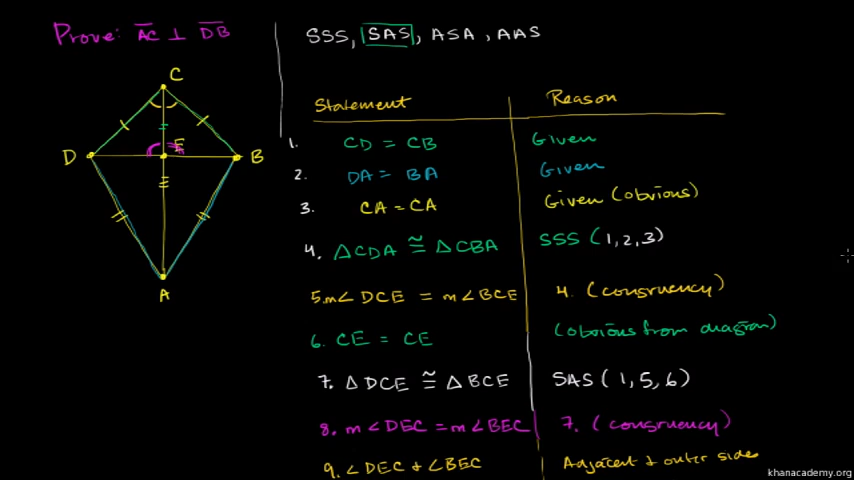 Prove: AC ⊥ DB
SSS, SAS, ASA, AAS
C
D
E
B
A
Statement Reason
1. CD = CB Given
2. DA = BA Given
3. CA = CA Given (obvious)
4. △CDA ≅ △CBA SSS (1,2,3)
5. m∠DCE = m∠BCE 4. (congruency)
6. CE = CE (obvious from diagram)
7. △DCE ≅ △BCE SAS (1,5,6)
8. m∠DEC = m∠BEC 7. (congruency)
9. ∠DEC + ∠BEC Adjacent + outer sides
khanacademy.org